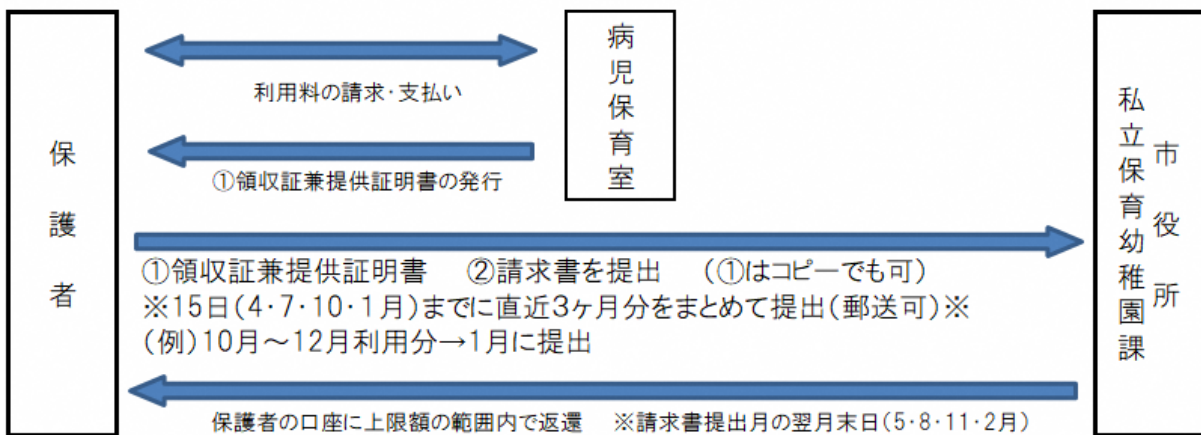 保護者
利用料の請求・支払い
病児保育室
①領収証兼提供証明書の発行
①領収証兼提供証明書　②請求書を提出　(①はコピーでも可)
※15日(4・7・10・1月)までに直近3ヶ月分をまとめて提出(郵送可)※
(例)10月～12月利用分→1月に提出
保護者の口座に上限額の範囲内で返還　※請求書提出月の翌月末日(5・8・11・2月)
市役所
私立保育幼稚園課